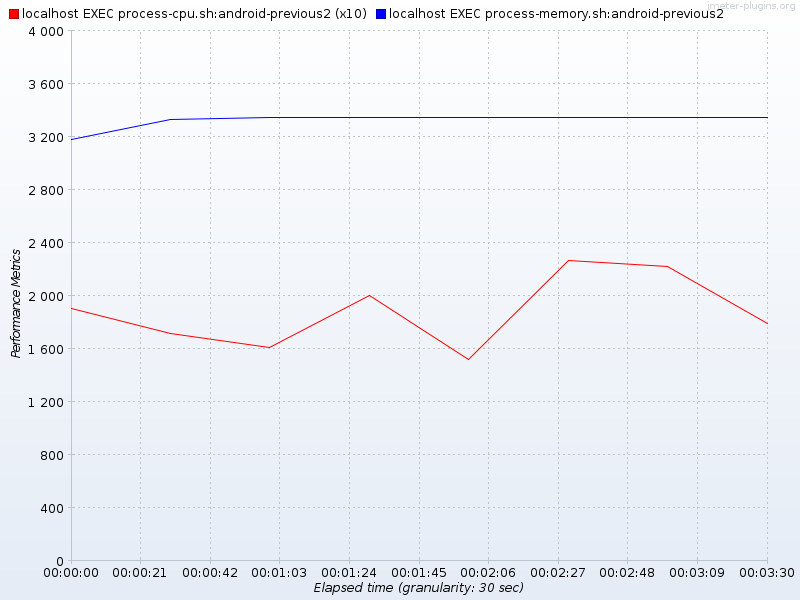 jmeter-plugins.org
localhost EXEC process-cpu.sh:android-previous2 (x10) localhost EXEC process-memory.sh:android-previous2
4 000
3 600
3 200
2 800
2 400
2 000
1 600
1 200
800
400
0
Performance Metrics
00:00:00 00:00:21 00:00:42 00:01:03 00:01:24 00:01:45 00:02:06 00:02:27 00:02:48 00:03:09 00:03:30
Elapsed time (granularity: 30 sec)